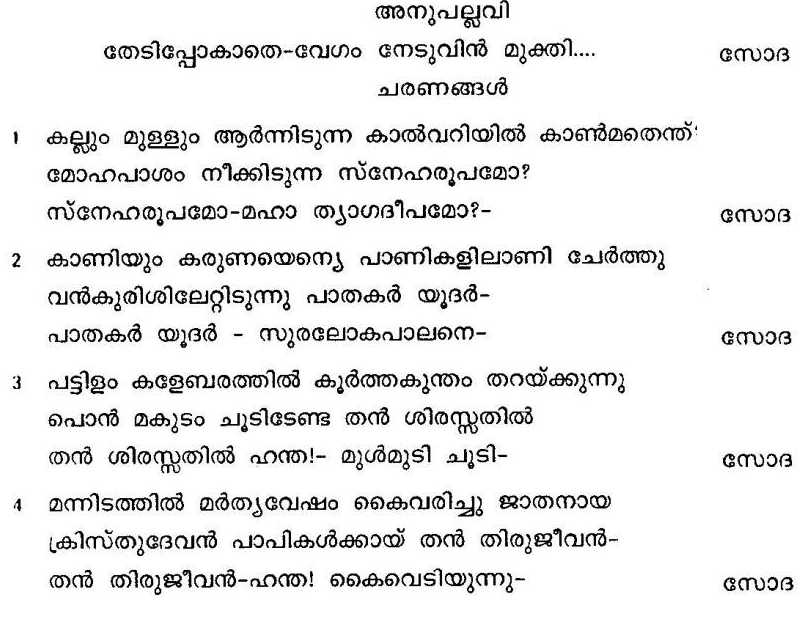 അനുപല്ലവി
തേടിപ്പോകാതെ-വേഗം നേടുവിൻ മുക്തി.... സോദ
ചരണങ്ങൾ
1 കല്ലും മുള്ളും ആർന്നിടുന്ന കാൽവറിയിൽ കാൺമതെന്ത്?
മോഹപാശം നീക്കിടുന്ന സ്നേഹരൂപമോ?
സ്നേഹരൂപമോ-മഹാ ത്യാഗദീപമോ?- സോദ
2 കാണിയും കരുണയെന്യെ പാണികളിലാണി ചേർത്തു
വൻകുരിശിലേറ്റിടുന്നു പാതകർ യൂദർ-
പാതകർ യൂദർ - സുരലോകപാലനെ- സോദ
3 പട്ടിളം കളേബരത്തിൽ കൂർത്തകുന്തം തറയ്ക്കുന്നു
പൊൻ മകുടം ചൂടിടേണ്ട തൻ ശിരസ്സതിൽ
തൻ ശിരസ്സതിൽ ഹന്ത!- മുൾമുടി ചൂടി- സോദ
4 മന്നിടത്തിൽ മർത്യവേഷം കൈവരിച്ചു ജാതനായ
ക്രിസ്തുദേവൻ പാപികൾക്കായ് തൻ തിരുജീവൻ-
തൻ തിരുജീവൻ-ഹന്ത! കൈവെടിയുന്നു- സോദ